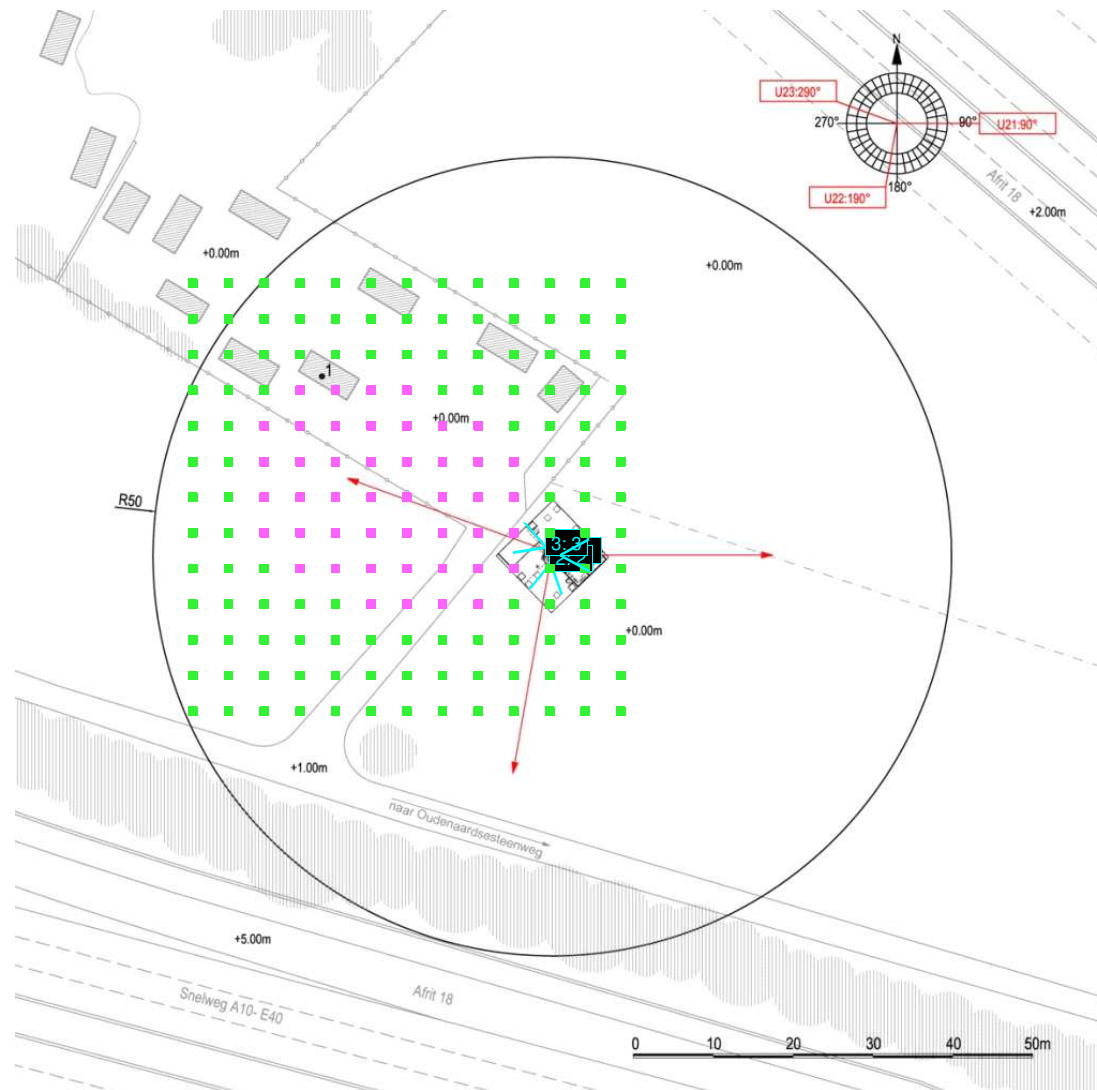 N
U23:290°
270°
90°
U21:90°
180°
U22:190°
Afrit 18
+2.00m
+0.00m
+0.00m
1
+0.00m
R50
3: 3
+0.00m
+1.00m
naar Oudenaardsesteenweg
+5.00m
Snelweg A10- E40
Afrit 18
0 10 20 30 40 50m